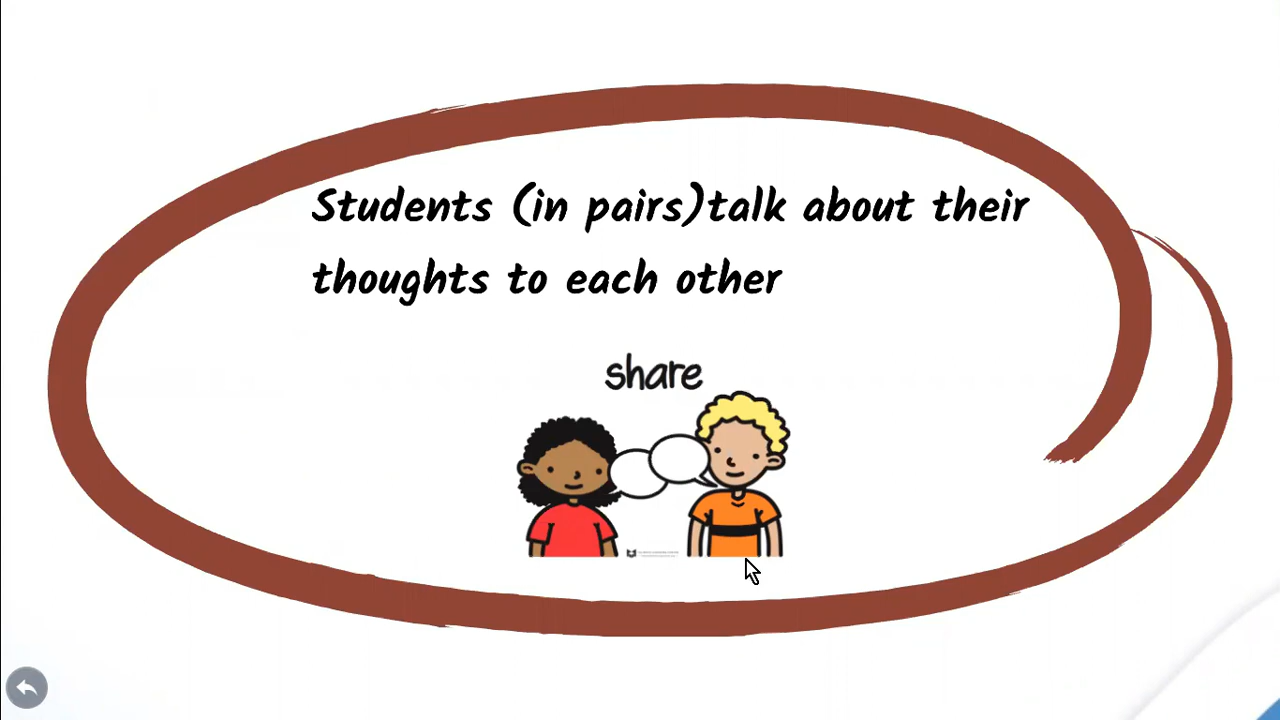 Students (in pairs)talk about their
thoughts to each other
share